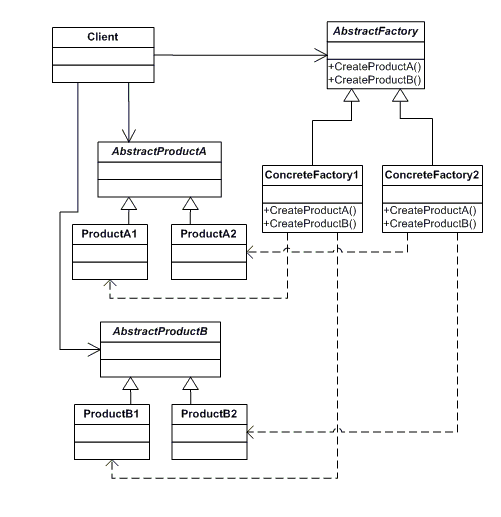 Client
AbstractFactory
+CreateProductA()
+CreateProductB()
AbstractProductA
ConcreteFactory1
+CreateProductA()
+CreateProductB()
ConcreteFactory2
+CreateProductA()
+CreateProductB()
ProductA1
ProductA2
AbstractProductB
ProductB1
ProductB2